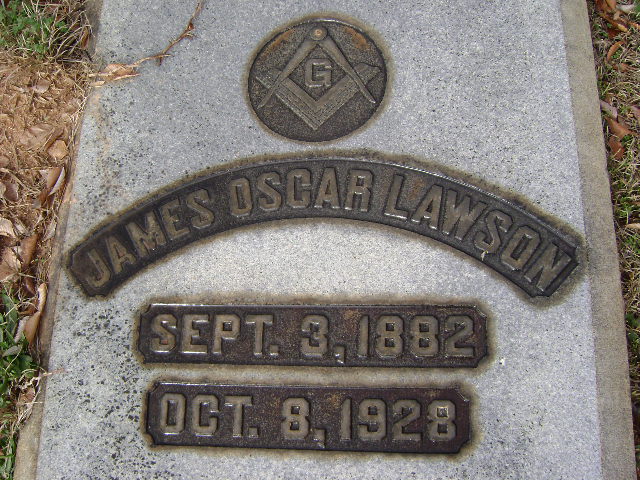 G
JAMES OSCAR LAWSON
SEPT. 3, 1882
OCT. 8, 1928